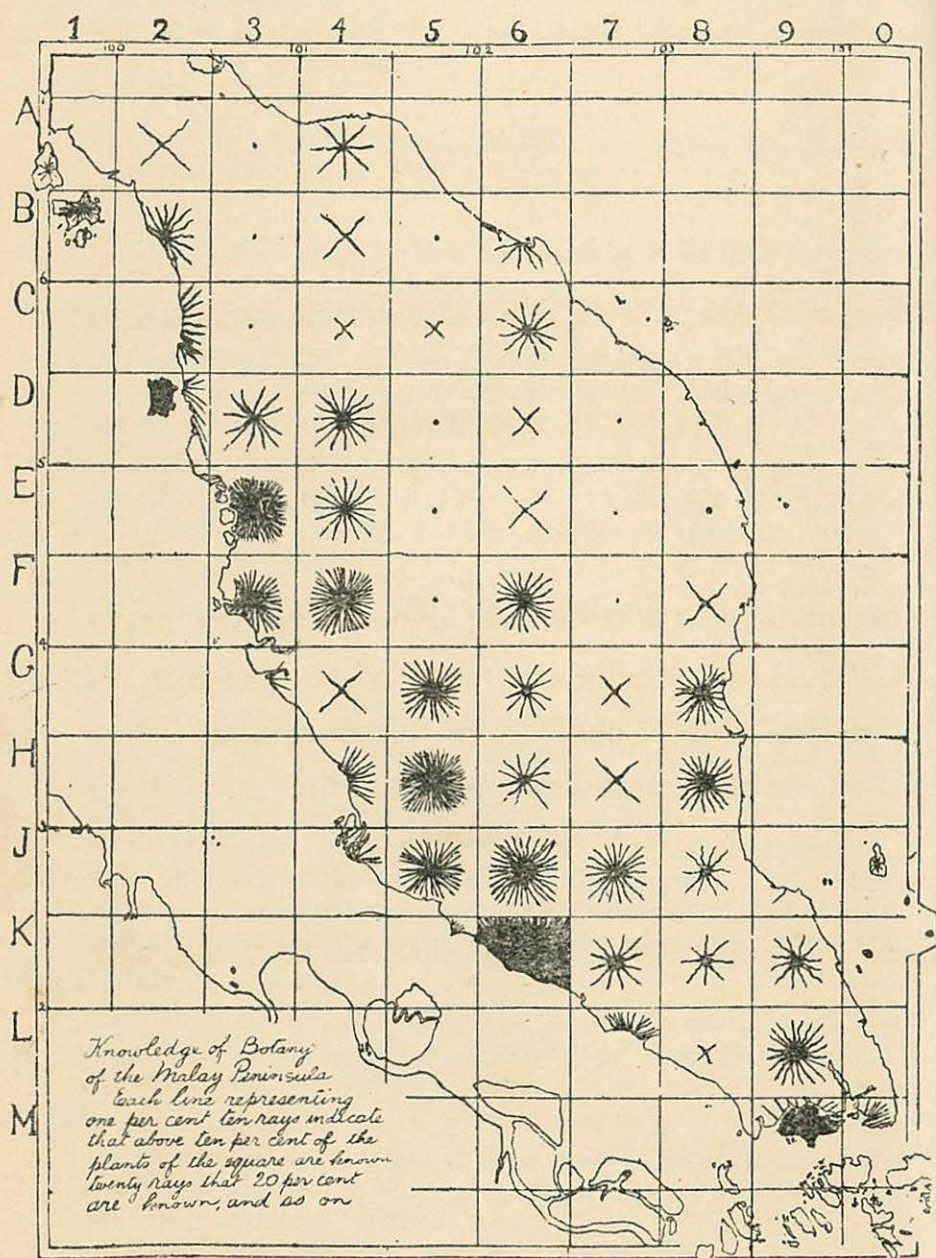 1 2 3 4 5 6 7 8 9 0
100 101 102 103
A
B
6
C
D
5
E
F
4
G
H
3
J
K
2
L
M
Knowledge of Botany
of the Malay Peninsula
Each line representing
one per cent ten rays indicate
that above ten per cent of the
plants of the square are known
twenty rays that 20 per cent
are known, and so on